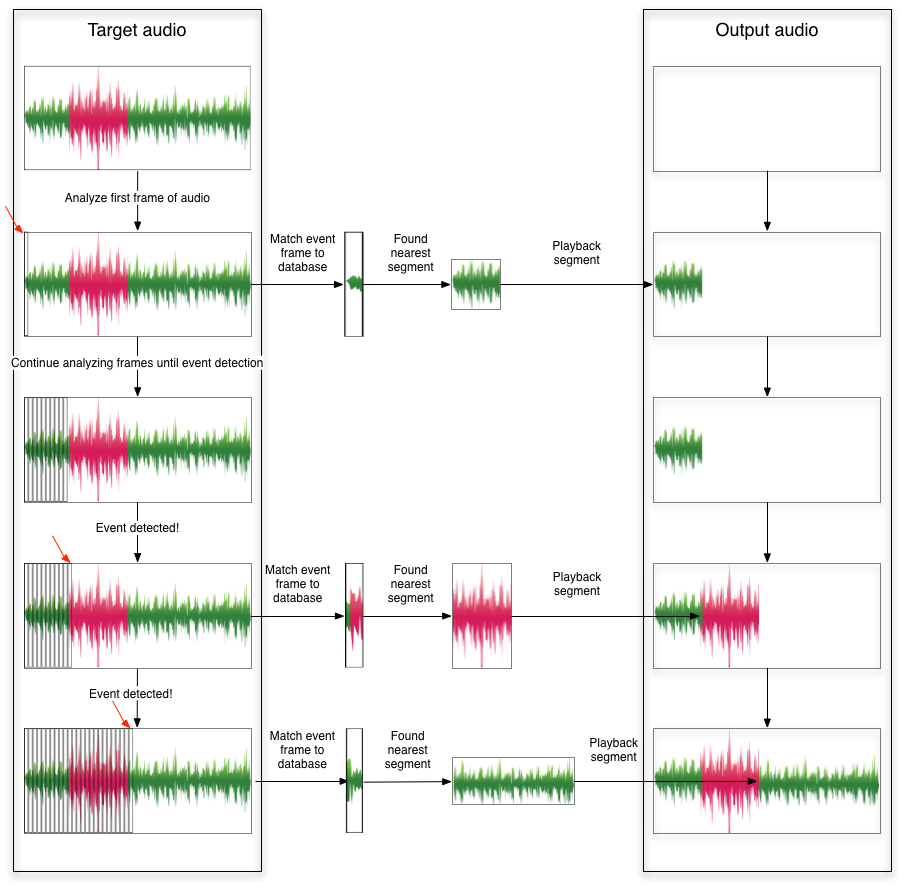 Target audio
Output audio
Analyze first frame of audio
Match event
frame to
database
Found
nearest
segment
Playback
segment
Continue analyzing frames until event detection
Event detected!
Match event
frame to
database
Found
nearest
segment
Playback
segment
Event detected!
Match event
frame to
database
Found
nearest
segment
Playback
segment